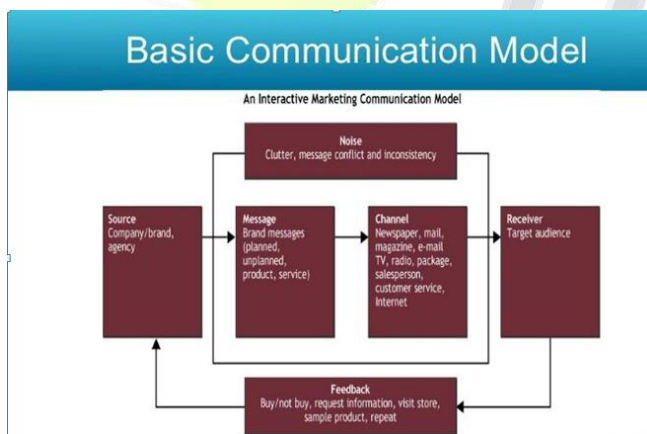 Basic Communication Model
An Interactive Marketing Communication Model
Noise
Clutter, message conflict and inconsistency
Source
Company/brand,
agency
Message
Brand messages
(planned,
unplanned,
product, service)
Channel
Newspaper, mail,
magazine, e-mail
TV, radio, package,
salesperson,
customer service,
Internet
Receiver
Target audience
Feedback
Buy/not buy, request information, visit store,
sample product, repeat